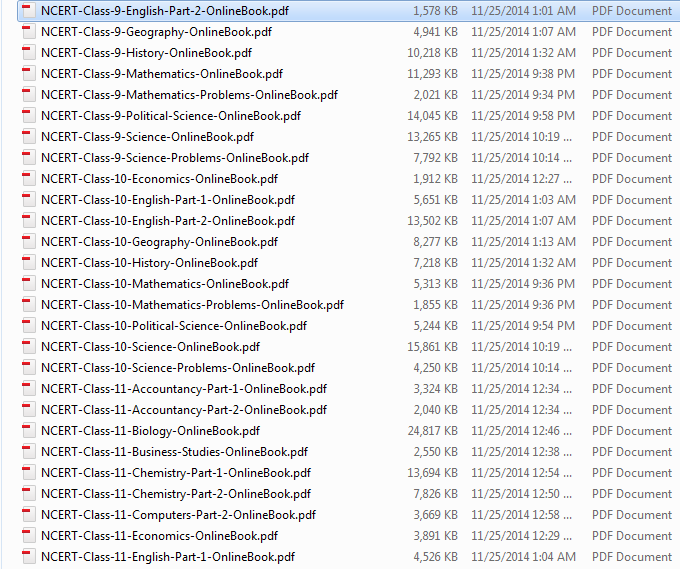 NCERT-Class-9-English-Part-2-OnlineBook.pdf 1,578 KB 11/25/2014 1:01 AM PDF Document
NCERT-Class-9-Geography-OnlineBook.pdf 4,941 KB 11/25/2014 1:07 AM PDF Document
NCERT-Class-9-History-OnlineBook.pdf 10,218 KB 11/25/2014 1:32 AM PDF Document
NCERT-Class-9-Mathematics-OnlineBook.pdf 11,293 KB 11/25/2014 9:38 PM PDF Document
NCERT-Class-9-Mathematics-Problems-OnlineBook.pdf 2,021 KB 11/25/2014 9:34 PM PDF Document
NCERT-Class-9-Political-Science-OnlineBook.pdf 14,045 KB 11/25/2014 9:58 PM PDF Document
NCERT-Class-9-Science-OnlineBook.pdf 13,265 KB 11/25/2014 10:19 ... PDF Document
NCERT-Class-9-Science-Problems-OnlineBook.pdf 7,792 KB 11/25/2014 10:14 ... PDF Document
NCERT-Class-10-Economics-OnlineBook.pdf 1,912 KB 11/25/2014 12:27 ... PDF Document
NCERT-Class-10-English-Part-1-OnlineBook.pdf 5,651 KB 11/25/2014 1:03 AM PDF Document
NCERT-Class-10-English-Part-2-OnlineBook.pdf 13,502 KB 11/25/2014 1:07 AM PDF Document
NCERT-Class-10-Geography-OnlineBook.pdf 8,277 KB 11/25/2014 1:13 AM PDF Document
NCERT-Class-10-History-OnlineBook.pdf 7,218 KB 11/25/2014 1:32 AM PDF Document
NCERT-Class-10-Mathematics-OnlineBook.pdf 5,313 KB 11/25/2014 9:36 PM PDF Document
NCERT-Class-10-Mathematics-Problems-OnlineBook.pdf 1,855 KB 11/25/2014 9:36 PM PDF Document
NCERT-Class-10-Political-Science-OnlineBook.pdf 5,244 KB 11/25/2014 9:54 PM PDF Document
NCERT-Class-10-Science-OnlineBook.pdf 15,861 KB 11/25/2014 10:19 ... PDF Document
NCERT-Class-10-Science-Problems-OnlineBook.pdf 4,250 KB 11/25/2014 10:14 ... PDF Document
NCERT-Class-11-Accountancy-Part-1-OnlineBook.pdf 3,324 KB 11/25/2014 12:34 ... PDF Document
NCERT-Class-11-Accountancy-Part-2-OnlineBook.pdf 2,040 KB 11/25/2014 12:34 ... PDF Document
NCERT-Class-11-Biology-OnlineBook.pdf 24,817 KB 11/25/2014 12:46 ... PDF Document
NCERT-Class-11-Business-Studies-OnlineBook.pdf 2,550 KB 11/25/2014 12:38 ... PDF Document
NCERT-Class-11-Chemistry-Part-1-OnlineBook.pdf 13,694 KB 11/25/2014 12:54 ... PDF Document
NCERT-Class-11-Chemistry-Part-2-OnlineBook.pdf 7,826 KB 11/25/2014 12:50 ... PDF Document
NCERT-Class-11-Computers-Part-2-OnlineBook.pdf 3,669 KB 11/25/2014 12:58 ... PDF Document
NCERT-Class-11-Economics-OnlineBook.pdf 3,891 KB 11/25/2014 12:29 ... PDF Document
NCERT-Class-11-English-Part-1-OnlineBook.pdf 4,526 KB 11/25/2014 1:04 AM PDF Document